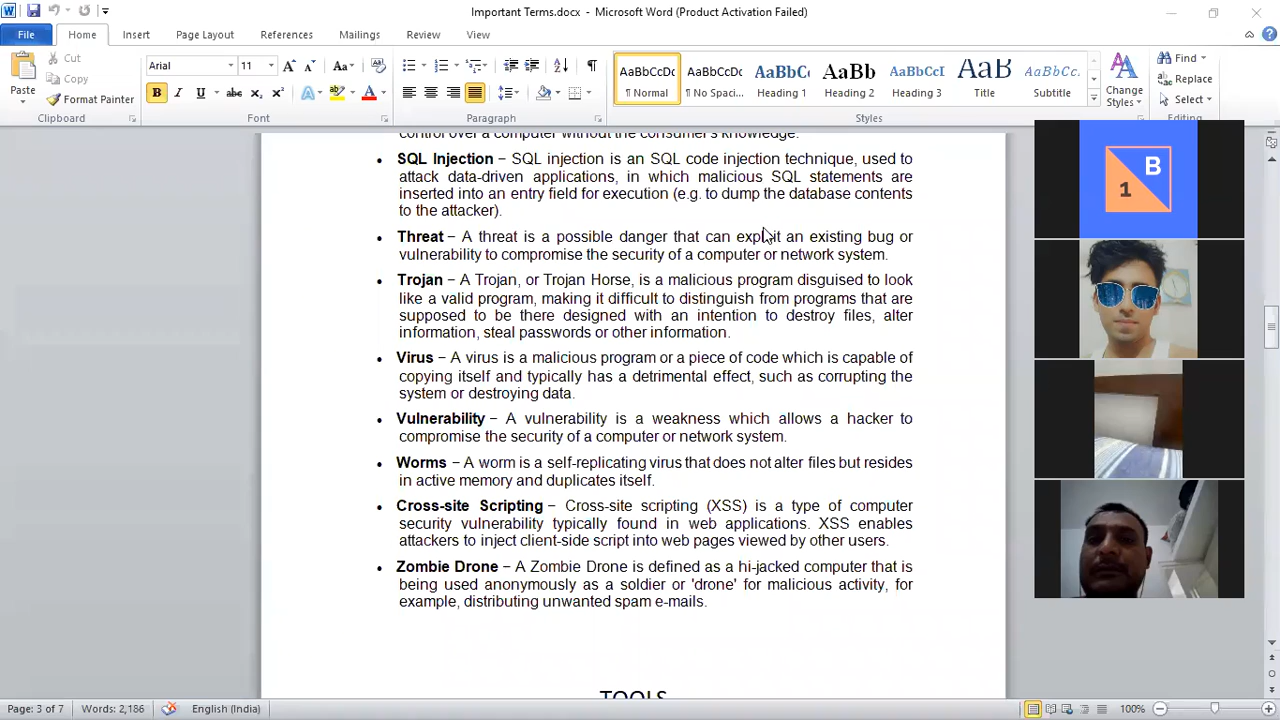 Important Terms.docx - Microsoft Word (Product Activation Failed)
File Home Insert Page Layout References Mailings Review View
Paste
Cut
Copy
Format Painter
Clipboard
Arial 11
Aa
B I U abc x₂ x² A ab A
Font
Paragraph
AaBbCcDc AaBbCcDc AaBbCc AaBbCc AaBbCcI AaB AaBbCcDc
¶ Normal ¶ No Spaci... Heading 1 Heading 2 Heading 3 Title Subtitle
Styles
Change
Styles
Find
Replace
Select
Editing
control over a computer without the consumer's knowledge.
• SQL Injection − SQL injection is an SQL code injection technique, used to
attack data-driven applications, in which malicious SQL statements are
inserted into an entry field for execution (e.g. to dump the database contents
to the attacker).
• Threat − A threat is a possible danger that can exploit an existing bug or
vulnerability to compromise the security of a computer or network system.
• Trojan − A Trojan, or Trojan Horse, is a malicious program disguised to look
like a valid program, making it difficult to distinguish from programs that are
supposed to be there designed with an intention to destroy files, alter
information, steal passwords or other information.
• Virus − A virus is a malicious program or a piece of code which is capable of
copying itself and typically has a detrimental effect, such as corrupting the
system or destroying data.
• Vulnerability − A vulnerability is a weakness which allows a hacker to
compromise the security of a computer or network system.
• Worms − A worm is a self-replicating virus that does not alter files but resides
in active memory and duplicates itself.
• Cross-site Scripting − Cross-site scripting (XSS) is a type of computer
security vulnerability typically found in web applications. XSS enables
attackers to inject client-side script into web pages viewed by other users.
• Zombie Drone − A Zombie Drone is defined as a hi-jacked computer that is
being used anonymously as a soldier or 'drone' for malicious activity, for
example, distributing unwanted spam e-mails.
TOOLS
B
1
Page: 3 of 7 Words: 2,186 English (India) 100%